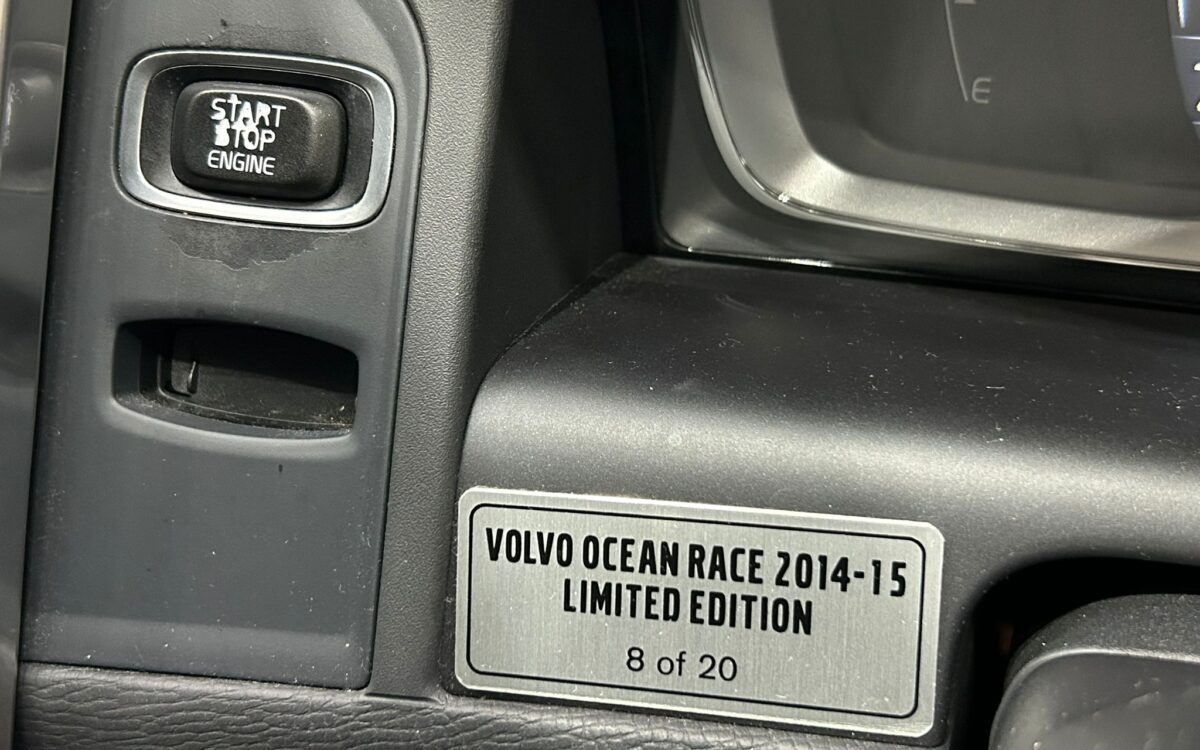 START
STOP
ENGINE
E
VOLVO OCEAN RACE 2014-15
LIMITED EDITION
8 of 20